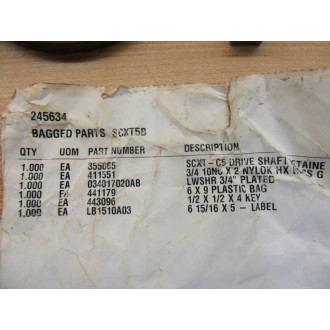 245634
BAGGED PARTS SCXT5B
QTY UOM PART NUMBER DESCRIPTION
1.000 EA 355065 SCXT - C5 DRIVE SHAFT
1.000 EA 411551 3/4 10NC X 2 NYLOK HX G
1.000 EA 034317020AB LWSHR 3/4" PLATED
1.000 EA 441179 6 X 9 PLASTIC BAG
1.000 EA 443096 1/2 X 1/2 X 4 KEY
1.000 EA LB1510A03 6 15/16 X 5 - LABEL